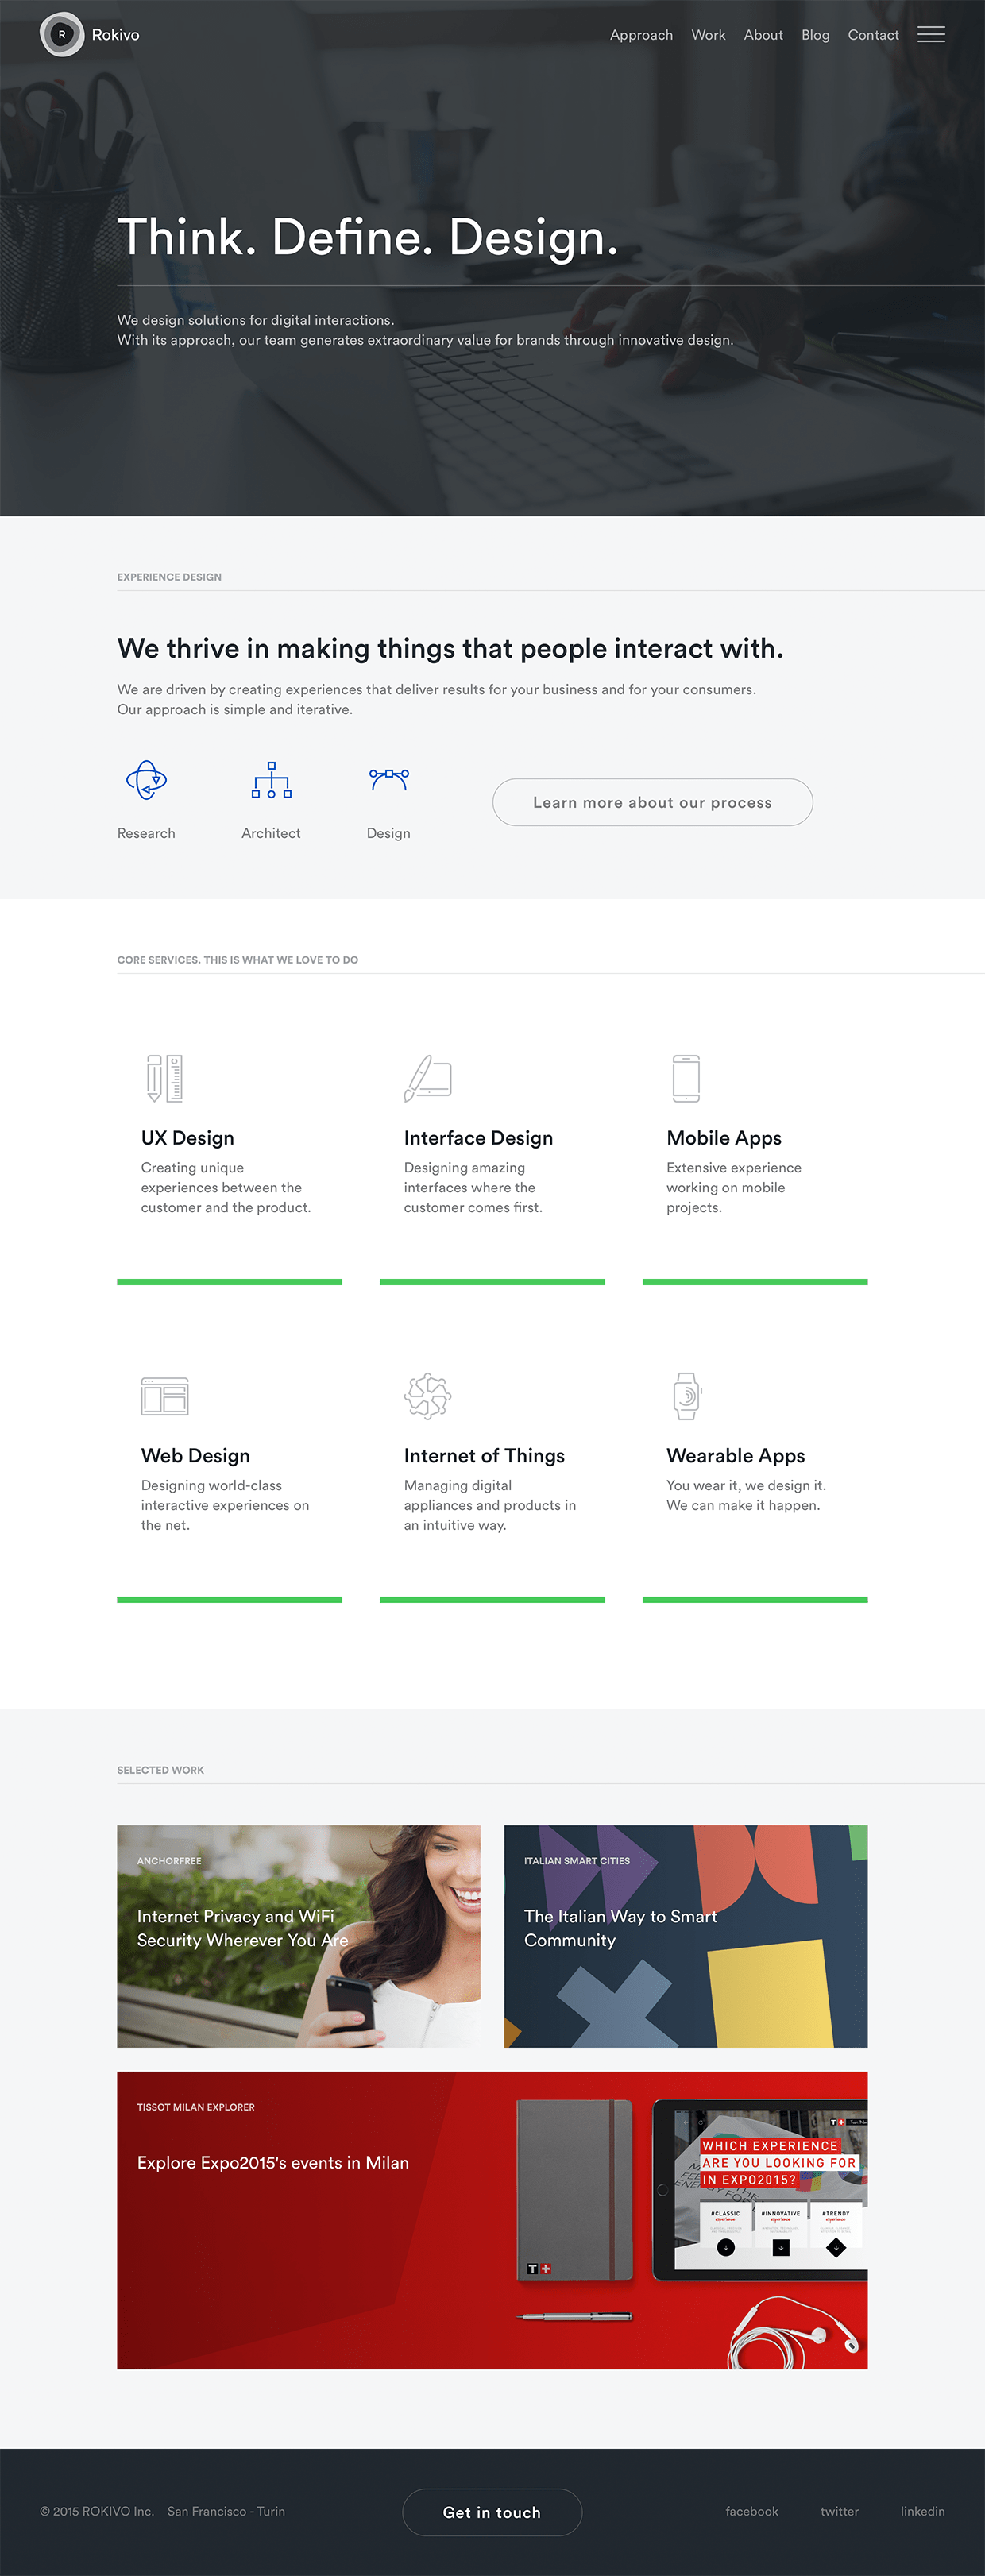 R
Rokivo
Approach Work About Blog Contact
Think. Define. Design.
We design solutions for digital interactions.
With its approach, our team generates extraordinary value for brands through innovative design.
EXPERIENCE DESIGN
We thrive in making things that people interact with.
We are driven by creating experiences that deliver results for your business and for your consumers.
Our approach is simple and iterative.
Research
Architect
Design
Learn more about our process
CORE SERVICES. THIS IS WHAT WE LOVE TO DO
UX Design
Creating unique
experiences between the
customer and the product.
Interface Design
Designing amazing
interfaces where the
customer comes first.
Mobile Apps
Extensive experience
working on mobile
projects.
Web Design
Designing world-class
interactive experiences on
the net.
Internet of Things
Managing digital
appliances and products in
an intuitive way.
Wearable Apps
You wear it, we design it.
We can make it happen.
SELECTED WORK
ANCHORFREE
Internet Privacy and WiFi
Security Wherever You Are
ITALIAN SMART CITIES
The Italian Way to Smart
Community
TISSOT MILAN EXPLORER
Explore Expo2015's events in Milan
T
WHICH EXPERIENCE
ARE YOU LOOKING FOR
IN EXPO2015?
#CLASSIC
experience
#INNOVATIVE
experience
#TRENDY
experience
© 2015 ROKIVO Inc. San Francisco - Turin
Get in touch
facebook twitter linkedin